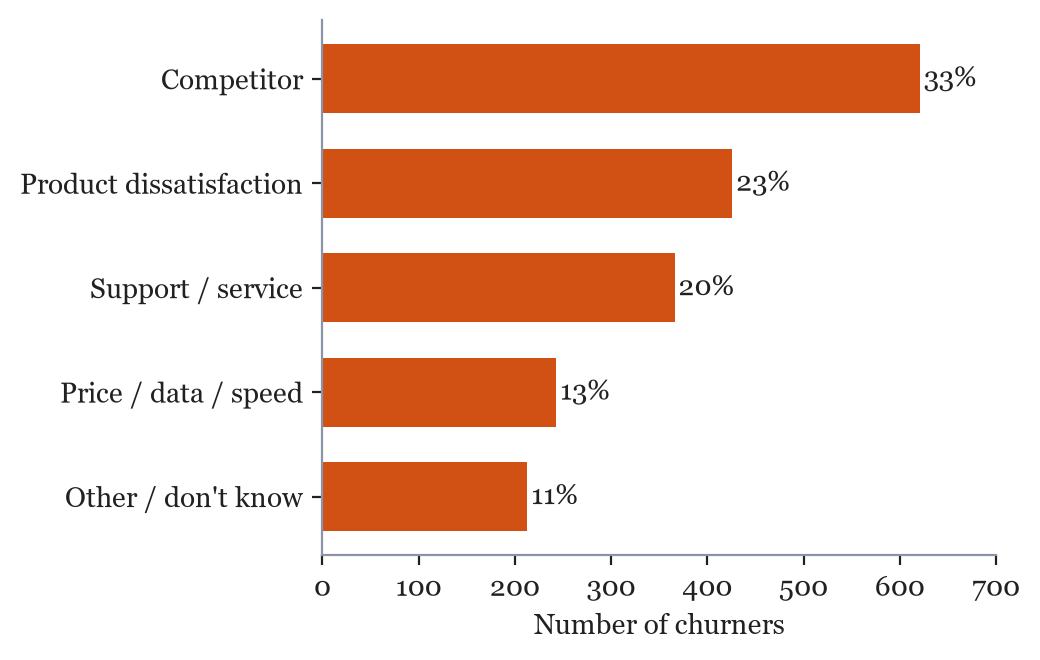 Competitor 33%
Product dissatisfaction 23%
Support / service 20%
Price / data / speed 13%
Other / don't know 11%
0 100 200 300 400 500 600 700
Number of churners